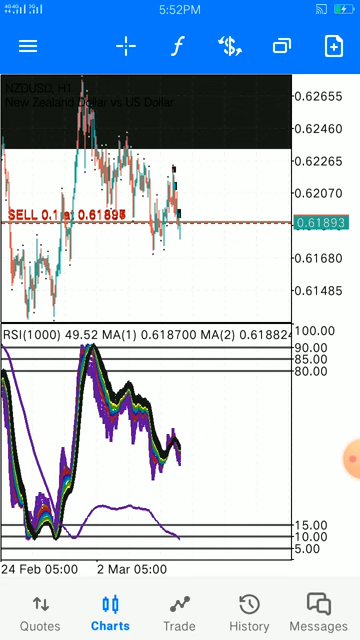 5:52PM
NZDUSD, H1
New Zealand Dollar vs US Dollar
0.62655
0.62460
0.62265
0.62070
SELL 0.1 at
0.61893
0.61680
0.61485
RSI(1000) 49.52 MA(1) 0.618700 MA(2) 0.618824
100.00
90.00
85.00
80.00
15.00
10.00
5.00
24 Feb 05:00
2 Mar 05:00
Quotes
Charts
Trade
History
Messages